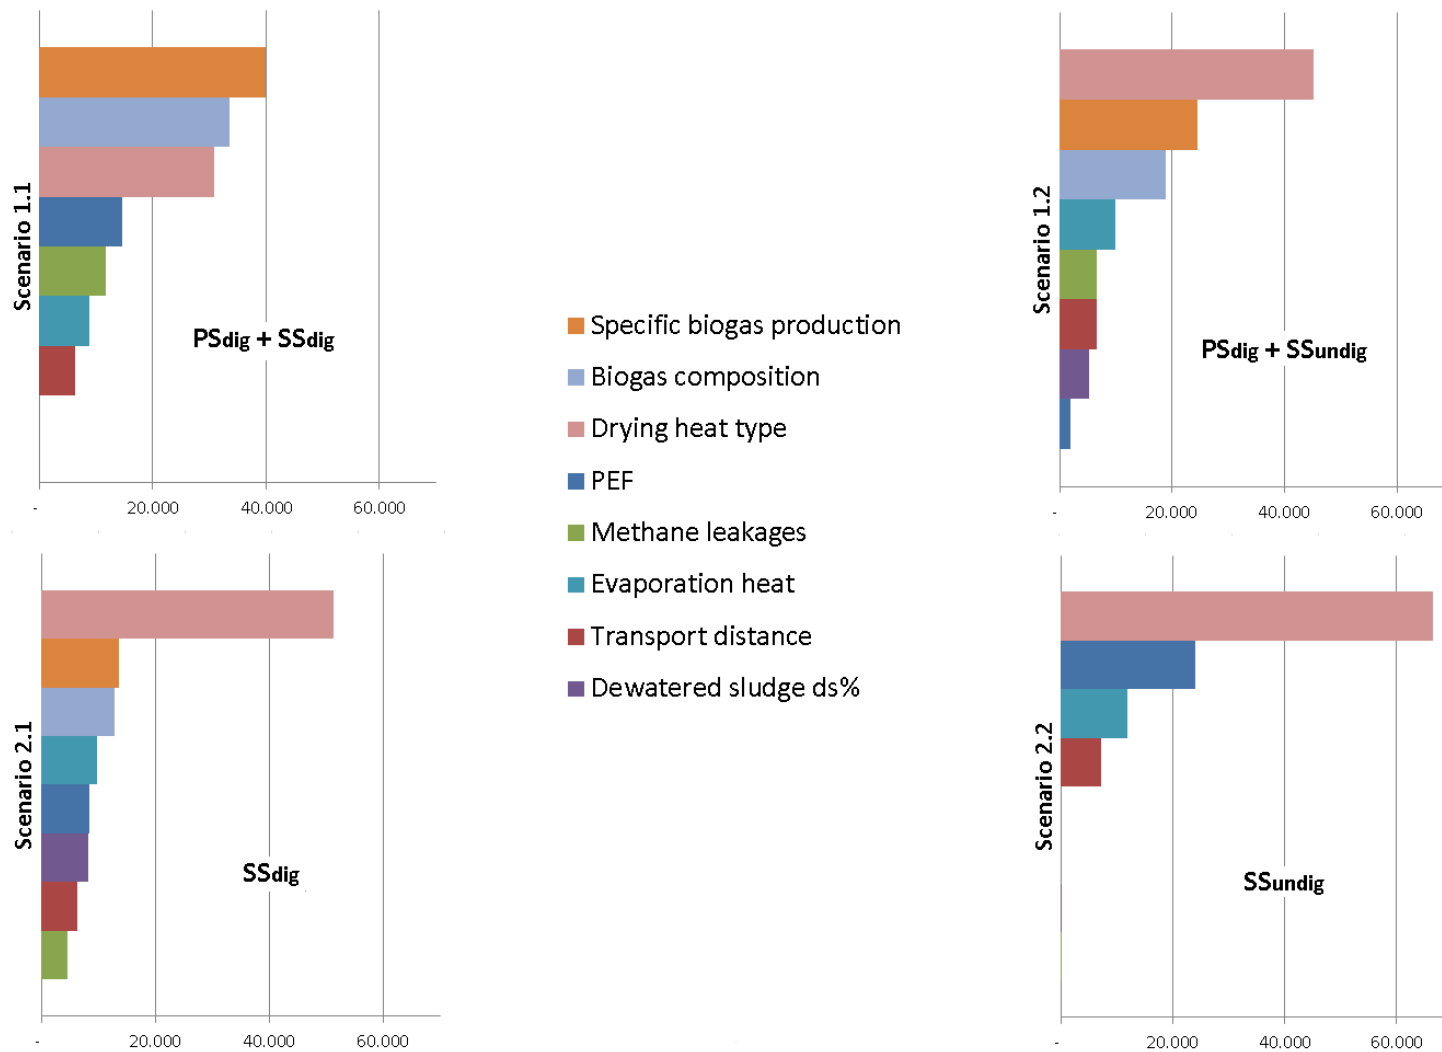 Scenario 1.1
PSdig + SSdig
- 20.000 40.000 60.000
Scenario 1.2
PSdig + SSundig
- 20.000 40.000 60.000
Specific biogas production
Biogas composition
Drying heat type
PEF
Methane leakages
Evaporation heat
Transport distance
Dewatered sludge ds%
Scenario 2.1
SSdig
- 20.000 40.000 60.000
Scenario 2.2
SSundig
- 20.000 40.000 60.000